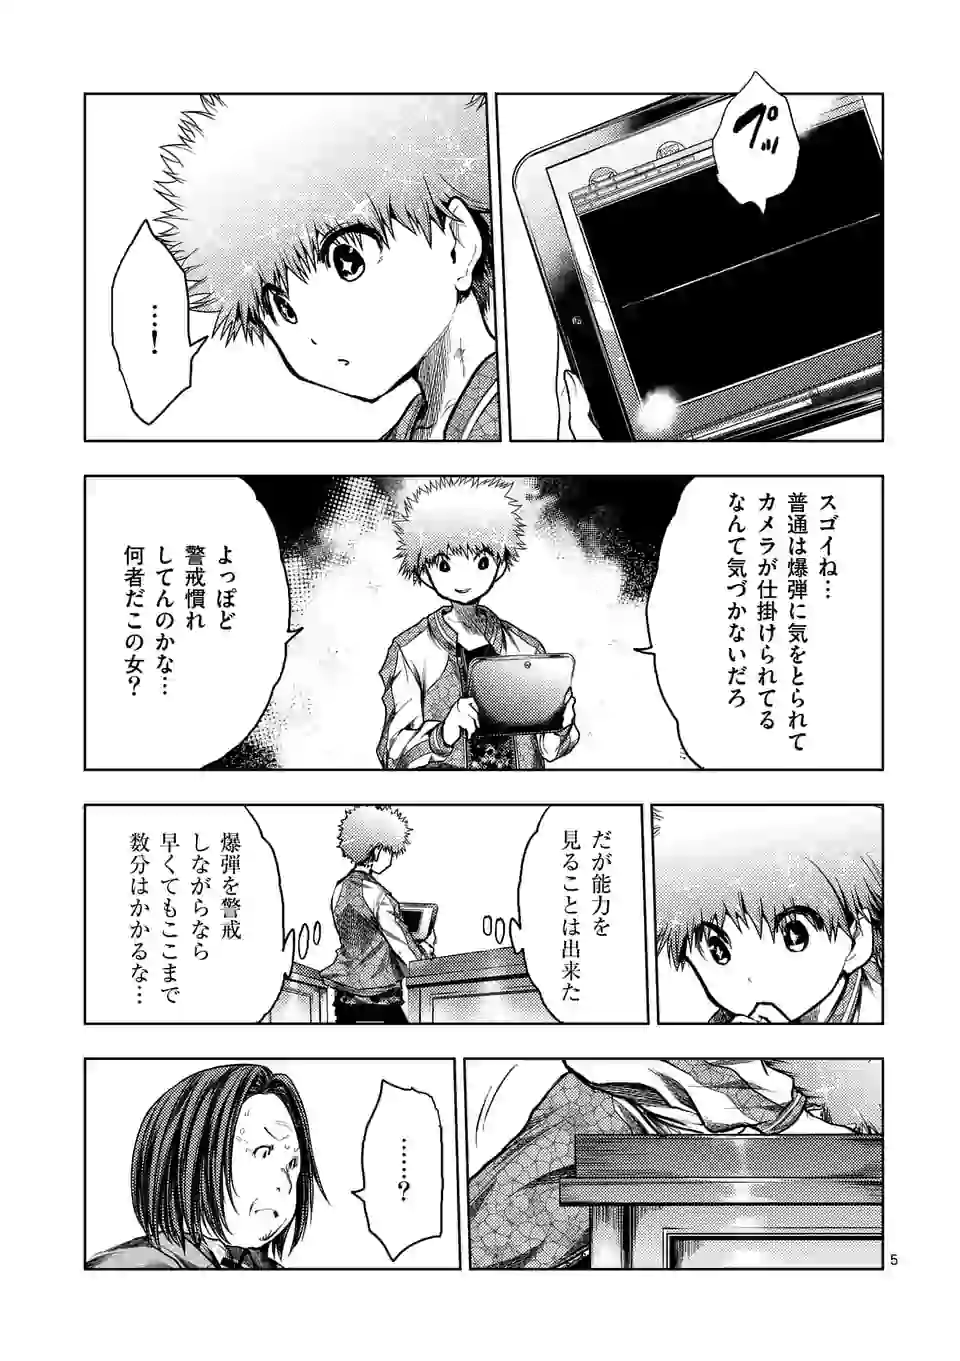 プッ
…！
スゴイね…
普通は爆弾に気をとられて
カメラが仕掛けられてる
なんて気づかないだろ
よっぽど
警戒慣れ
してんのかな…
何者だこの女？
だが能力を
見ることは出来た
爆弾を警戒
しながらなら
早くてもここまで
数分はかかるな…
……？
5